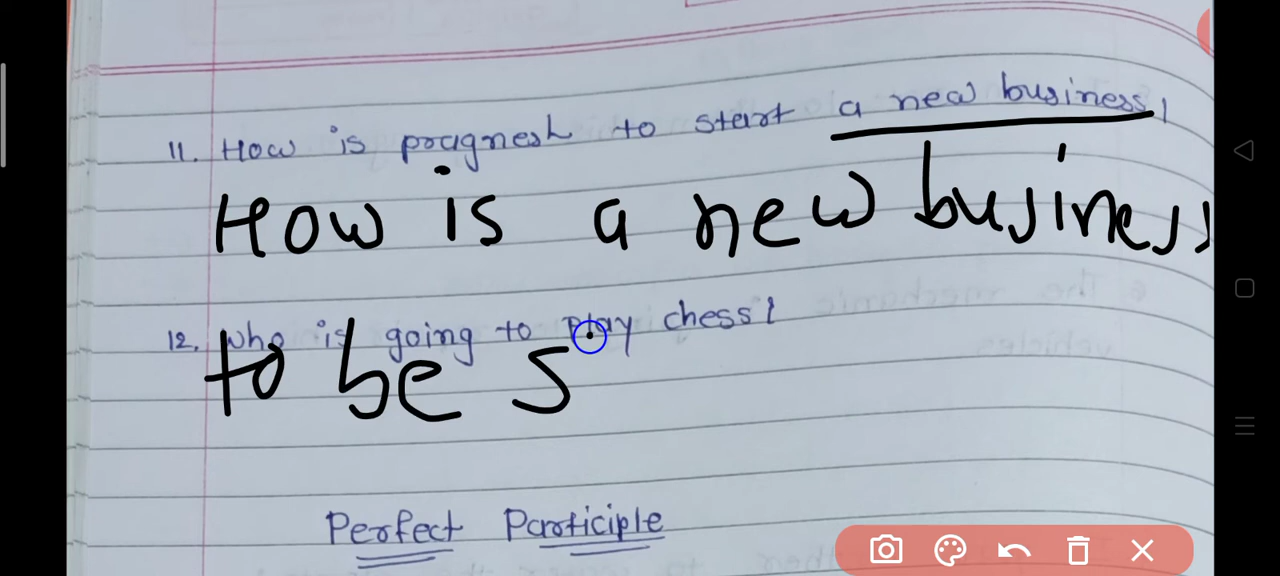 11. How is pragnesh to start a new business?
How is a new business
12. Who is going to play chess?
to be s
Perfect Participle